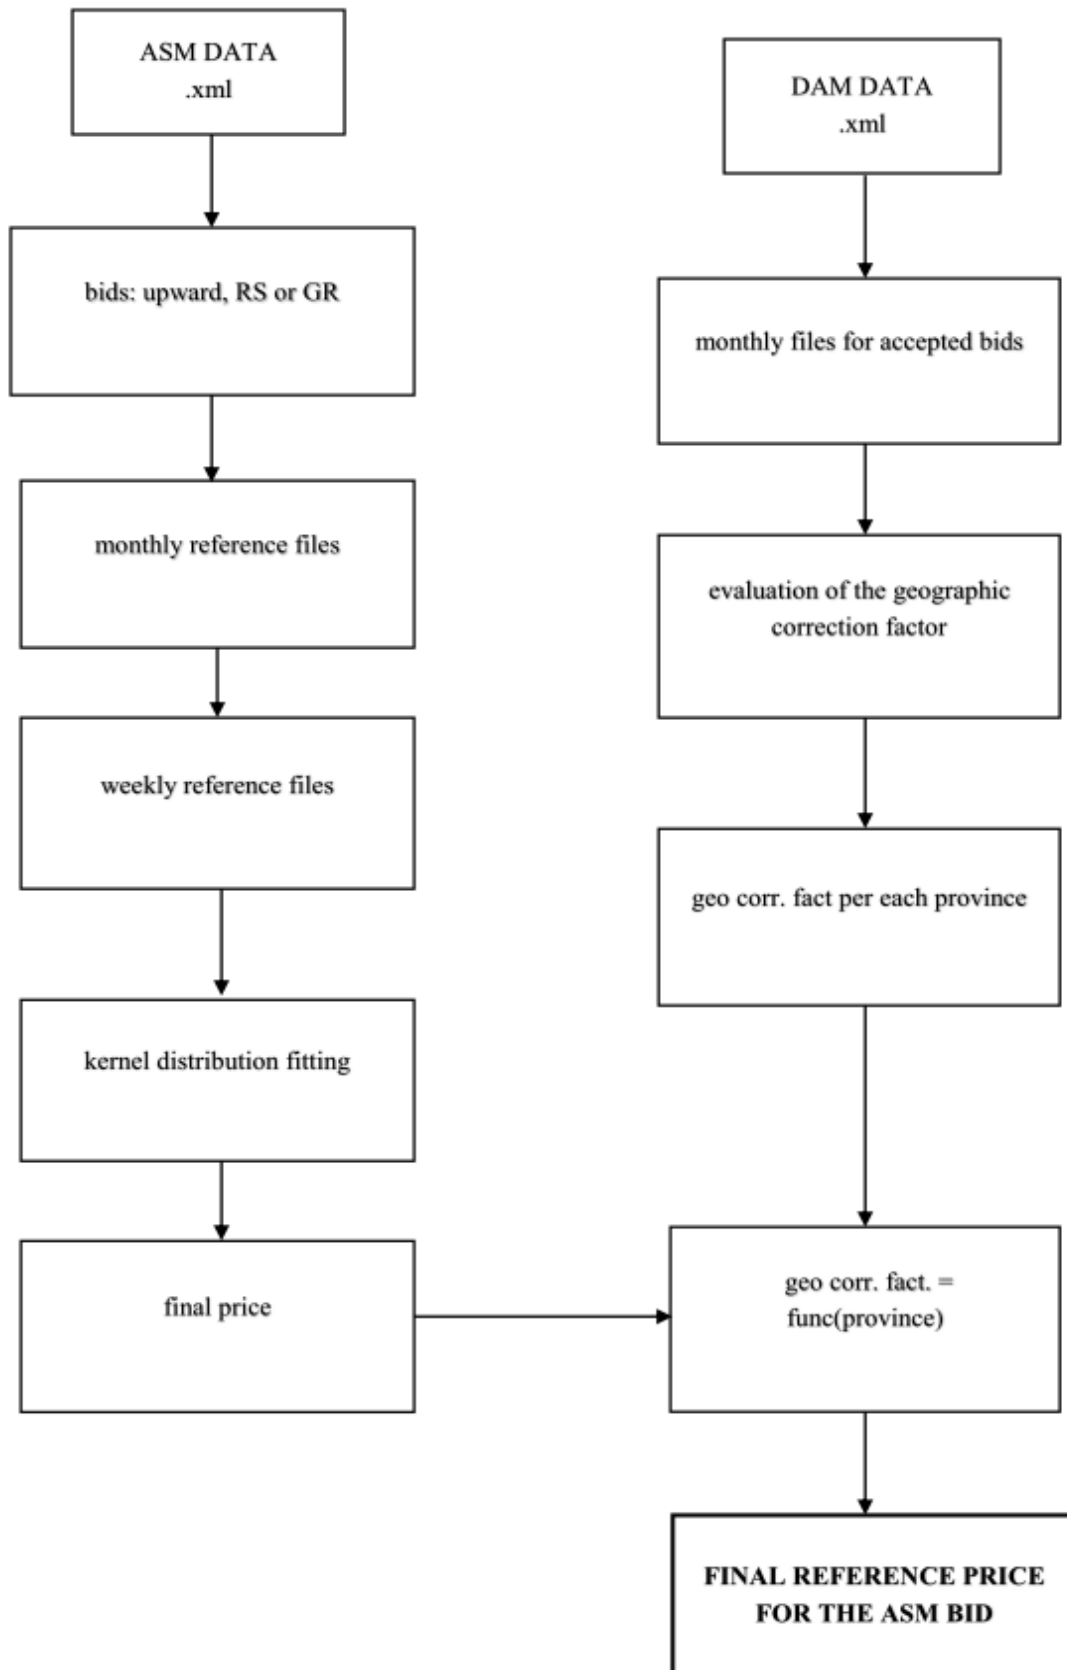 ASM DATA
.xml
bids: upward, RS or GR
monthly reference files
weekly reference files
kernel distribution fitting
final price
DAM DATA
.xml
monthly files for accepted bids
evaluation of the geographic
correction factor
geo corr. fact per each province
geo corr. fact. =
func(province)
FINAL REFERENCE PRICE
FOR THE ASM BID